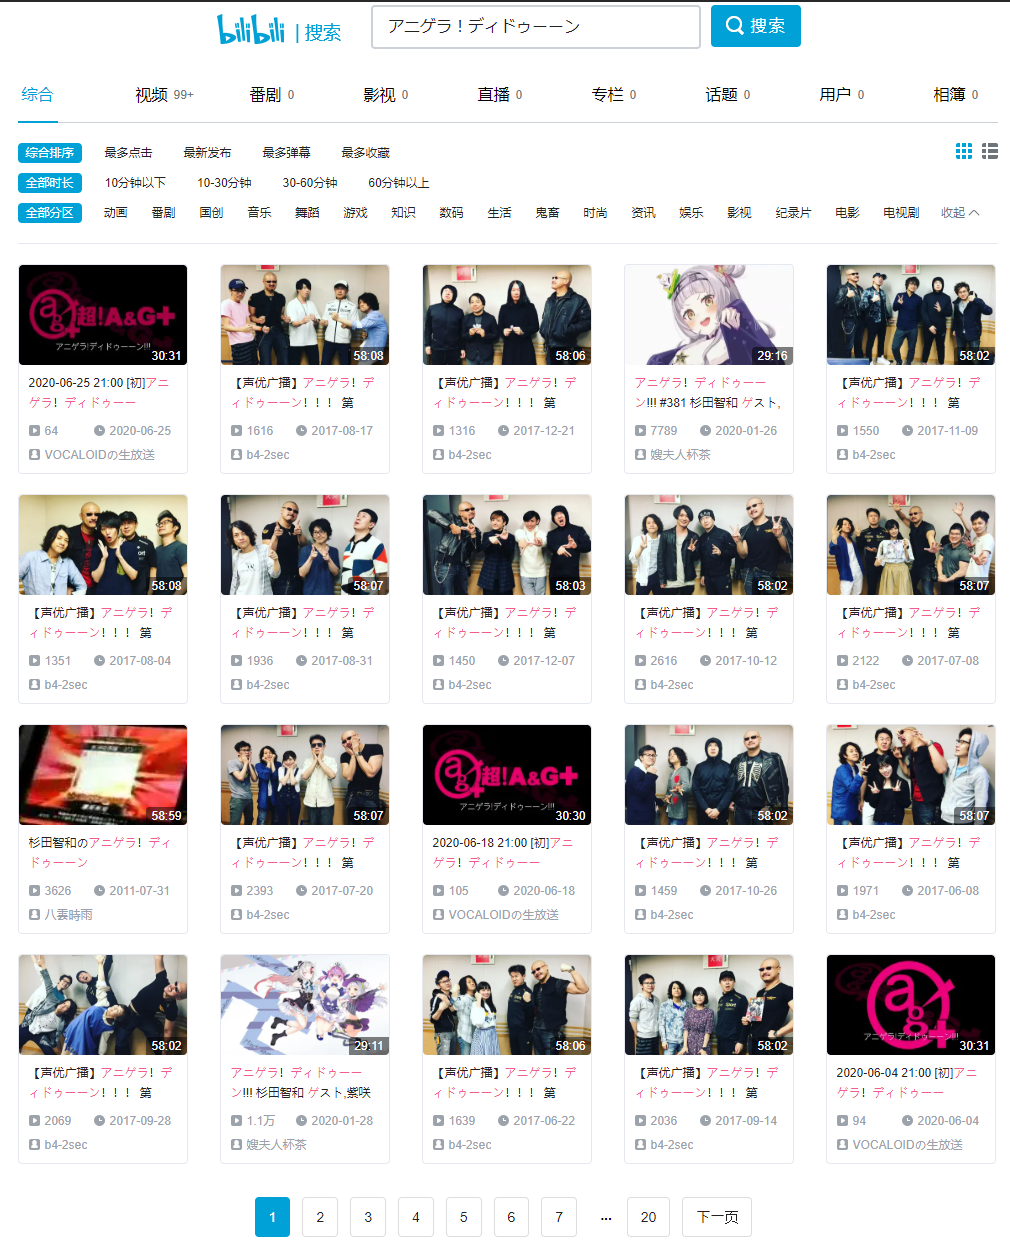 bilibili | 搜索
アニゲラ！ディドゥーーン
搜索
综合 视频 99+ 番剧 0 影视 0 直播 0 专栏 0 话题 0 用户 0 相簿 0
综合排序 最多点击 最新发布 最多弹幕 最多收藏
全部时长 10分钟以下 10-30分钟 30-60分钟 60分钟以上
全部分区 动画 番剧 国创 音乐 舞蹈 游戏 知识 数码 生活 鬼畜 时尚 资讯 娱乐 影视 纪录片 电影 电视剧 收起
ag+ 超!A&G+
アニゲラ!ディドゥーーン!!!
30:31
58:08
58:06
29:16
58:02
2020-06-25 21:00 [初]アニ
ゲラ！ディドゥーー
64 2020-06-25
VOCALOIDの生放送
【声优广播】アニゲラ！デ
ィドゥーーン！！！ 第
1616 2017-08-17
b4-2sec
【声优广播】アニゲラ！デ
ィドゥーーン！！！ 第
1316 2017-12-21
b4-2sec
アニゲラ！ディドゥーー
ン!!! #381 杉田智和 ゲスト,
7789 2020-01-26
嫂夫人杯茶
【声优广播】アニゲラ！デ
ィドゥーーン！！！ 第
1550 2017-11-09
b4-2sec
58:08
58:07
58:03
58:02
58:07
【声优广播】アニゲラ！デ
ィドゥーーン！！！ 第
1351 2017-08-04
b4-2sec
【声优广播】アニゲラ！デ
ィドゥーーン！！！ 第
1936 2017-08-31
b4-2sec
【声优广播】アニゲラ！デ
ィドゥーーン！！！ 第
1450 2017-12-07
b4-2sec
【声优广播】アニゲラ！デ
ィドゥーーン！！！ 第
2616 2017-10-12
b4-2sec
【声优广播】アニゲラ！デ
ィドゥーーン！！！ 第
2122 2017-07-08
b4-2sec
58:59
58:07
ag+ 超!A&G+
アニゲラ!ディドゥーーン!!!
30:30
58:02
58:07
杉田智和のアニゲラ！ディ
ドゥーーン
3626 2011-07-31
八雲時雨
【声优广播】アニゲラ！デ
ィドゥーーン！！！ 第
2393 2017-07-20
b4-2sec
2020-06-18 21:00 [初]アニ
ゲラ！ディドゥーー
105 2020-06-18
VOCALOIDの生放送
【声优广播】アニゲラ！デ
ィドゥーーン！！！ 第
1459 2017-10-26
b4-2sec
【声优广播】アニゲラ！デ
ィドゥーーン！！！ 第
1971 2017-06-08
b4-2sec
58:02
29:11
58:06
58:02
ag+
アニゲラ!ディドゥーーン!!!
30:31
【声优广播】アニゲラ！デ
ィドゥーーン！！！ 第
2069 2017-09-28
b4-2sec
アニゲラ！ディドゥーー
ン!!! 杉田智和 ゲスト,紫咲
1.1万 2020-01-28
嫂夫人杯茶
【声优广播】アニゲラ！デ
ィドゥーーン！！！ 第
1639 2017-06-22
b4-2sec
【声优广播】アニゲラ！デ
ィドゥーーン！！！ 第
2036 2017-09-14
b4-2sec
2020-06-04 21:00 [初]アニ
ゲラ！ディドゥーー
94 2020-06-04
VOCALOIDの生放送
1 2 3 4 5 6 7 ... 20 下一页